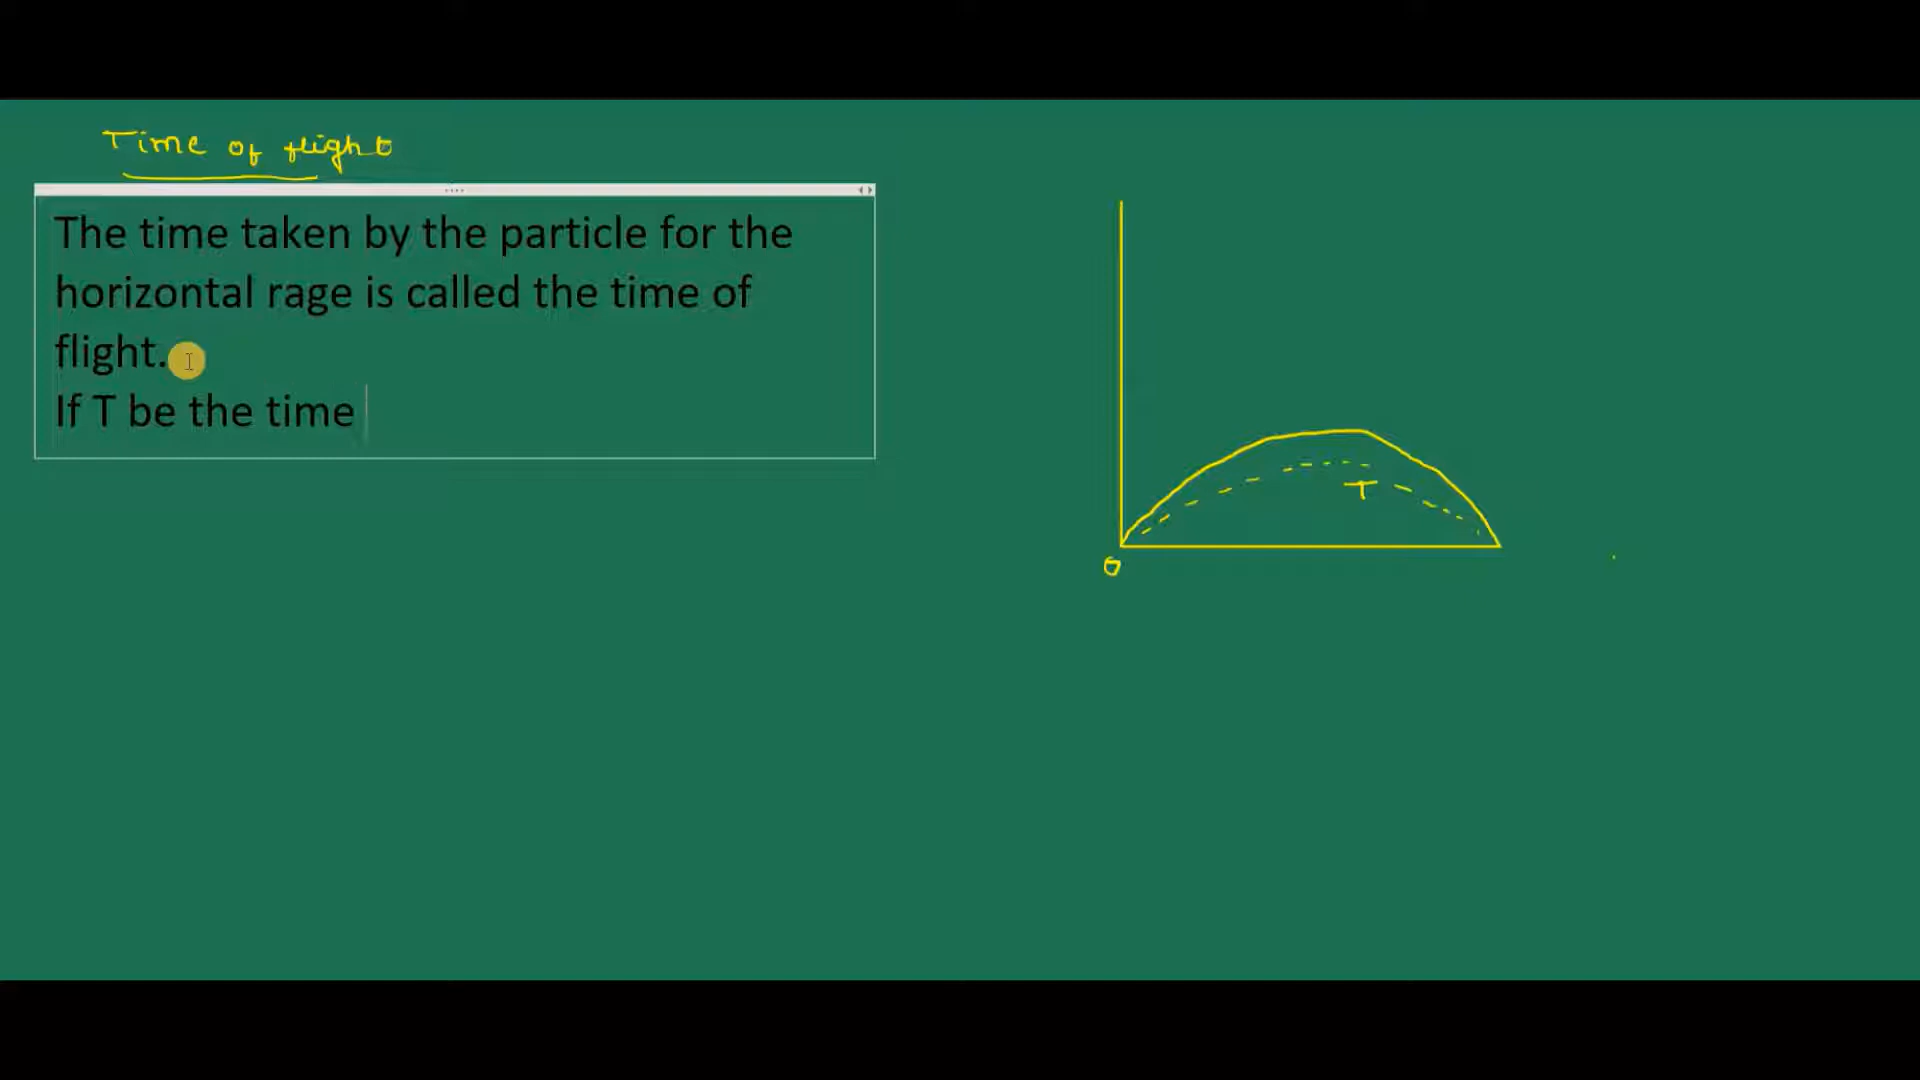 Time of flight
The time taken by the particle for the
horizontal rage is called the time of
flight.
If T be the time
T
O